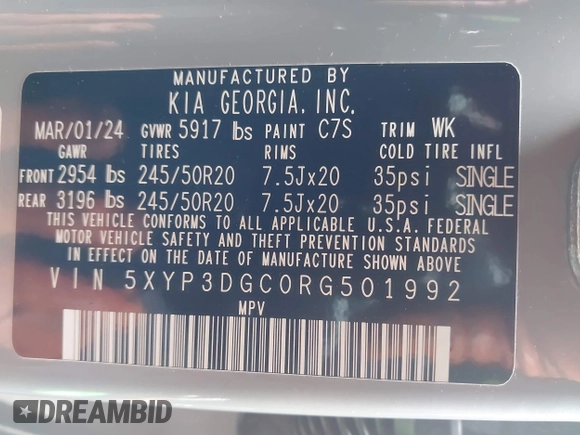 MANUFACTURED BY
KIA GEORGIA, INC.
MAR/01/24 GVWR 5917 lbs PAINT C7S TRIM WK
GAWR TIRES RIMS COLD TIRE INFL
FRONT 2954 lbs 245/50R20 7.5Jx20 35psi SINGLE
REAR 3196 lbs 245/50R20 7.5Jx20 35psi SINGLE
THIS VEHICLE CONFORMS TO ALL APPLICABLE U.S.A. FEDERAL
MOTOR VEHICLE SAFETY AND THEFT PREVENTION STANDARDS
IN EFFECT ON THE DATE OF MANUFACTURE SHOWN ABOVE
VIN 5XYP3DGC0RG501992
MPV
DREAMBID